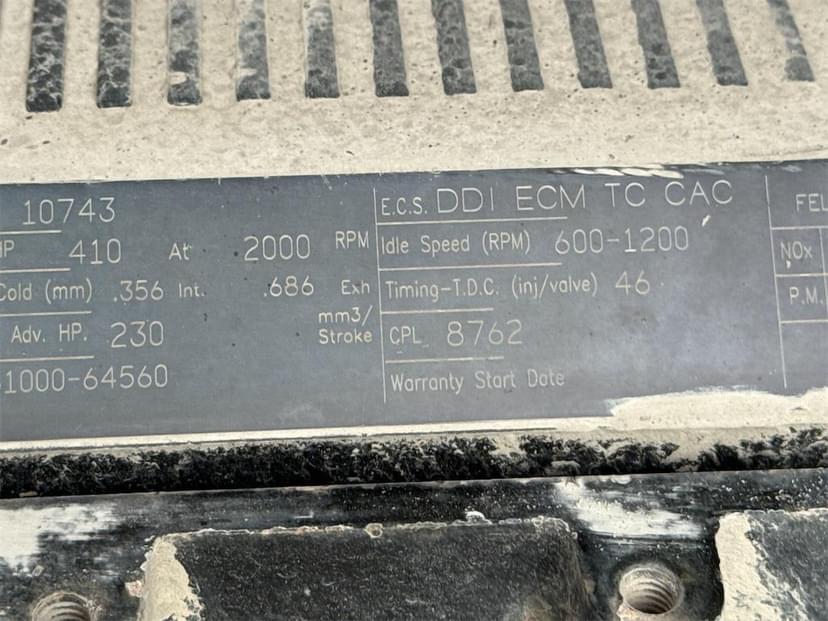 10743
E.C.S. DDI ECM TC CAC
FEL
HP 410 At 2000 RPM
Idle Speed (RPM) 600-1200
NOx
Cold (mm) .356 Int. .686 Exh
Timing-T.D.C. (inj/valve) 46
P.M.
Adv. HP. 230 mm3/
Stroke
CPL 8762
1000-64560
Warranty Start Date